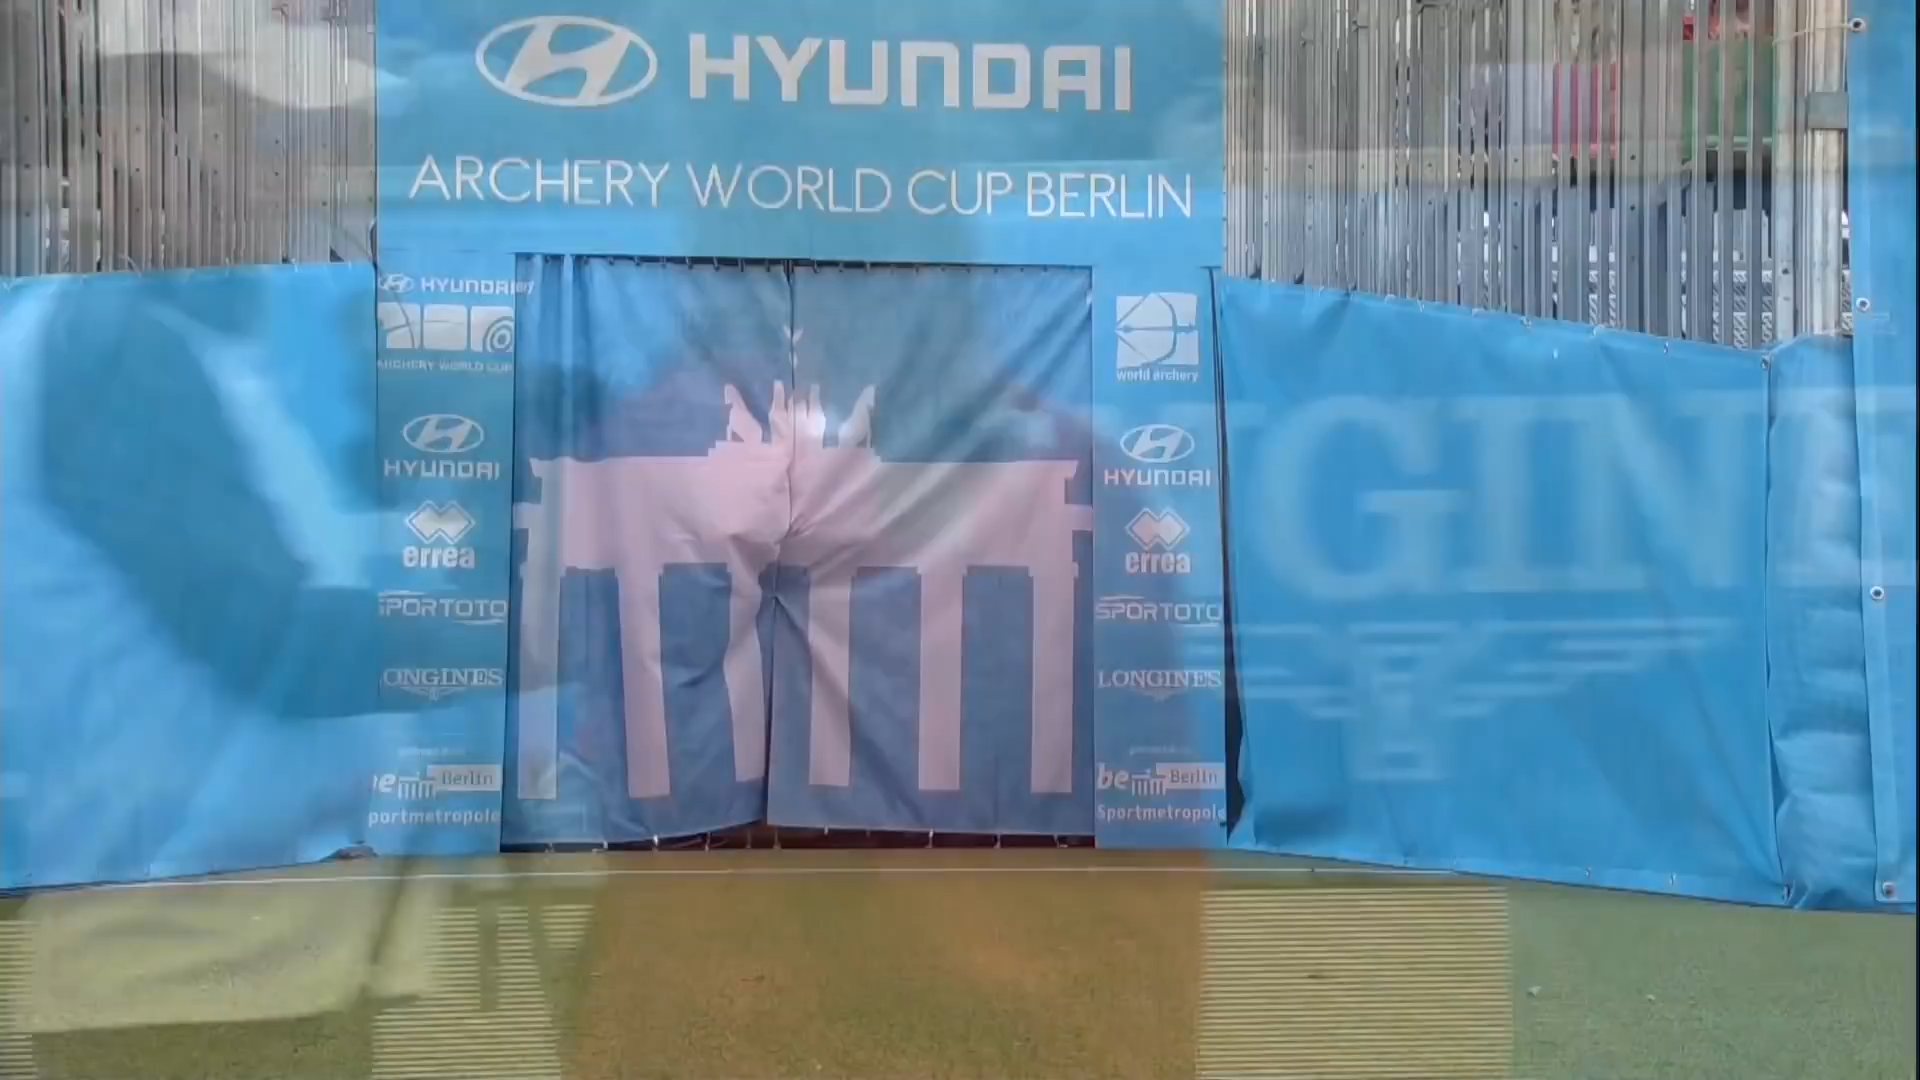 HYUNDAI
ARCHERY WORLD CUP BERLIN
HYUNDAI
ARCHERY WORLD CUP
HYUNDAI
errea
SPORTOTO
LONGINES
Berlin
Sportmetropole
world archery
HYUNDAI
errea
SPORTOTO
LONGINES
be Berlin
Sportmetropole
NGINE